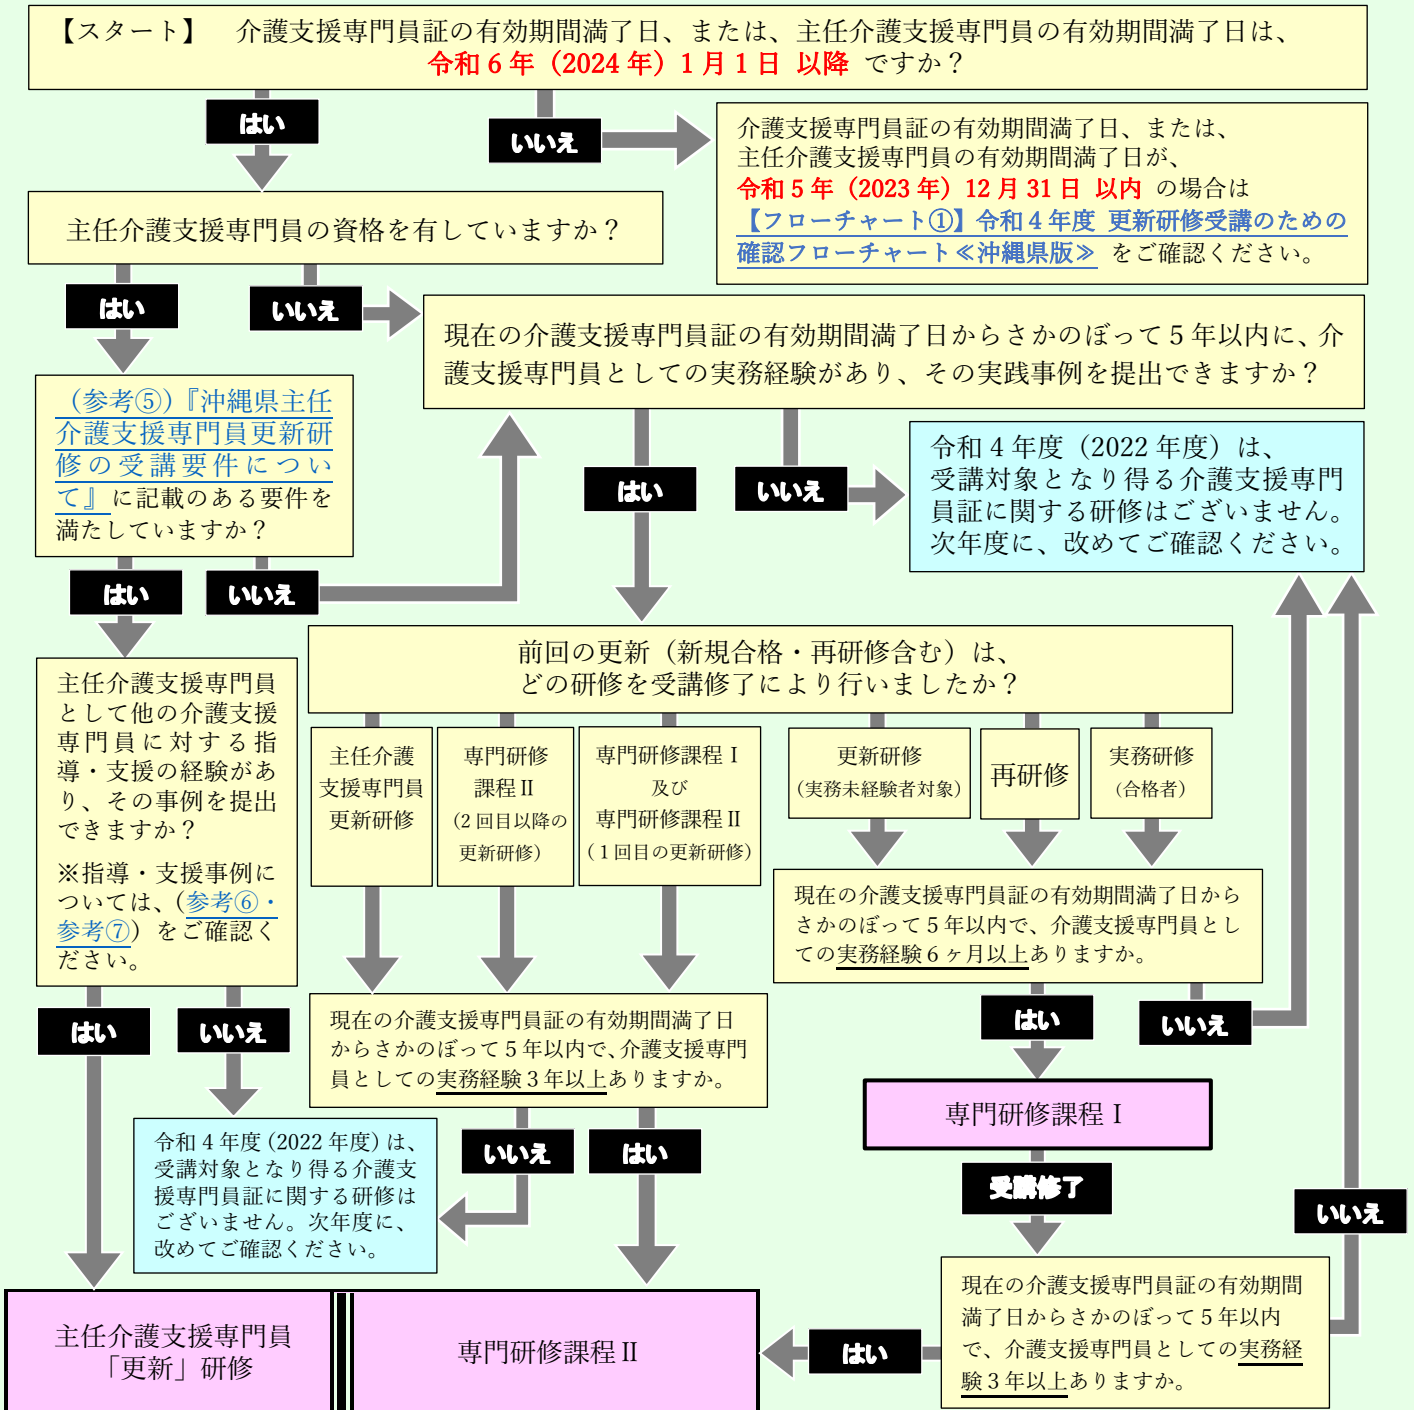 【スタート】　介護支援専門員証の有効期間満了日、または、主任介護支援専門員の有効期間満了日は、
令和６年（2024年）1月1日 以降 ですか？
はい
いいえ
介護支援専門員証の有効期間満了日、または、
主任介護支援専門員の有効期間満了日が、
令和５年（2023年）12月31日 以内 の場合は
【フローチャート①】令和４年度 更新研修受講のための
確認フローチャート≪沖縄県版≫ をご確認ください。
主任介護支援専門員の資格を有していますか？
はい
いいえ
現在の介護支援専門員証の有効期間満了日からさかのぼって５年以内に、介
護支援専門員としての実務経験があり、その実践事例を提出できますか？
（参考⑤）『沖縄県主任
介護支援専門員更新研
修の受講要件につい
て』に記載のある要件を
満たしていますか？
はい
いいえ
はい
いいえ
令和４年度（2022年度）は、
受講対象となり得る介護支援専門
員証に関する研修はございません。
次年度に、改めてご確認ください。
主任介護支援専門員
として他の介護支援
専門員に対する指
導・支援の経験があ
り、その事例を提出
できますか？
※指導・支援事例に
ついては、（参考⑥・
参考⑦）をご確認く
ださい。
前回の更新（新規合格・再研修含む）は、
どの研修を受講修了により行いましたか？
主任介護
支援専門員
更新研修
専門研修
課程Ⅱ
（2回目以降の
更新研修）
専門研修課程Ⅰ
及び
専門研修課程Ⅱ
（１回目の更新研修）
更新研修
（実務未経験者対象）
再研修
実務研修
（合格者）
現在の介護支援専門員証の有効期間満了日から
さかのぼって５年以内で、介護支援専門員とし
ての実務経験６ヶ月以上ありますか。
はい
いいえ
はい
いいえ
現在の介護支援専門員証の有効期間満了日
からさかのぼって５年以内で、介護支援専門
員としての実務経験３年以上ありますか。
専門研修課程Ⅰ
令和４年度（2022年度）は、
受講対象となり得る介護支
援専門員証に関する研修は
ございません。次年度に、
改めてご確認ください。
いいえ
はい
受講修了
いいえ
現在の介護支援専門員証の有効期間
満了日からさかのぼって５年以内
で、介護支援専門員としての実務経
験３年以上ありますか。
はい
主任介護支援専門員
「更新」研修
専門研修課程Ⅱ